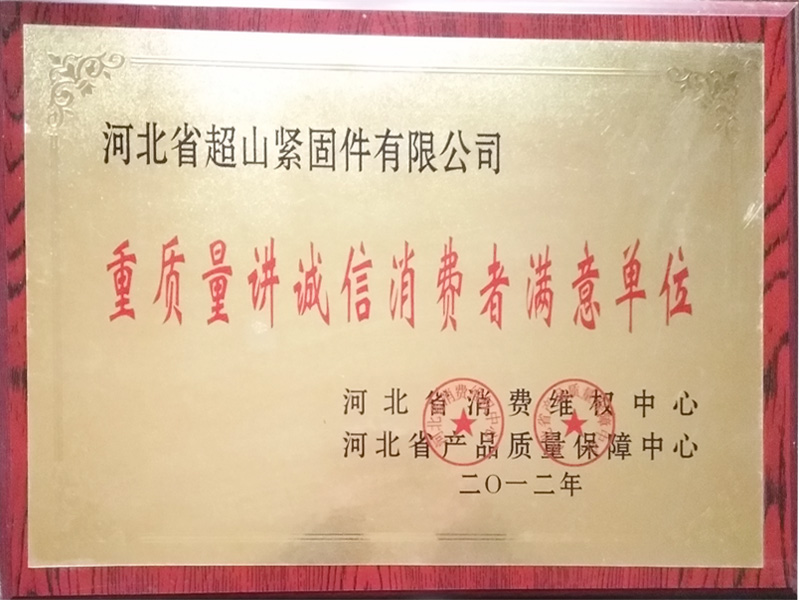 河北省超山紧固件有限公司
重质量讲诚信消费者满意单位
河北省消费维权中心
河北省产品质量保障中心
二〇一二年